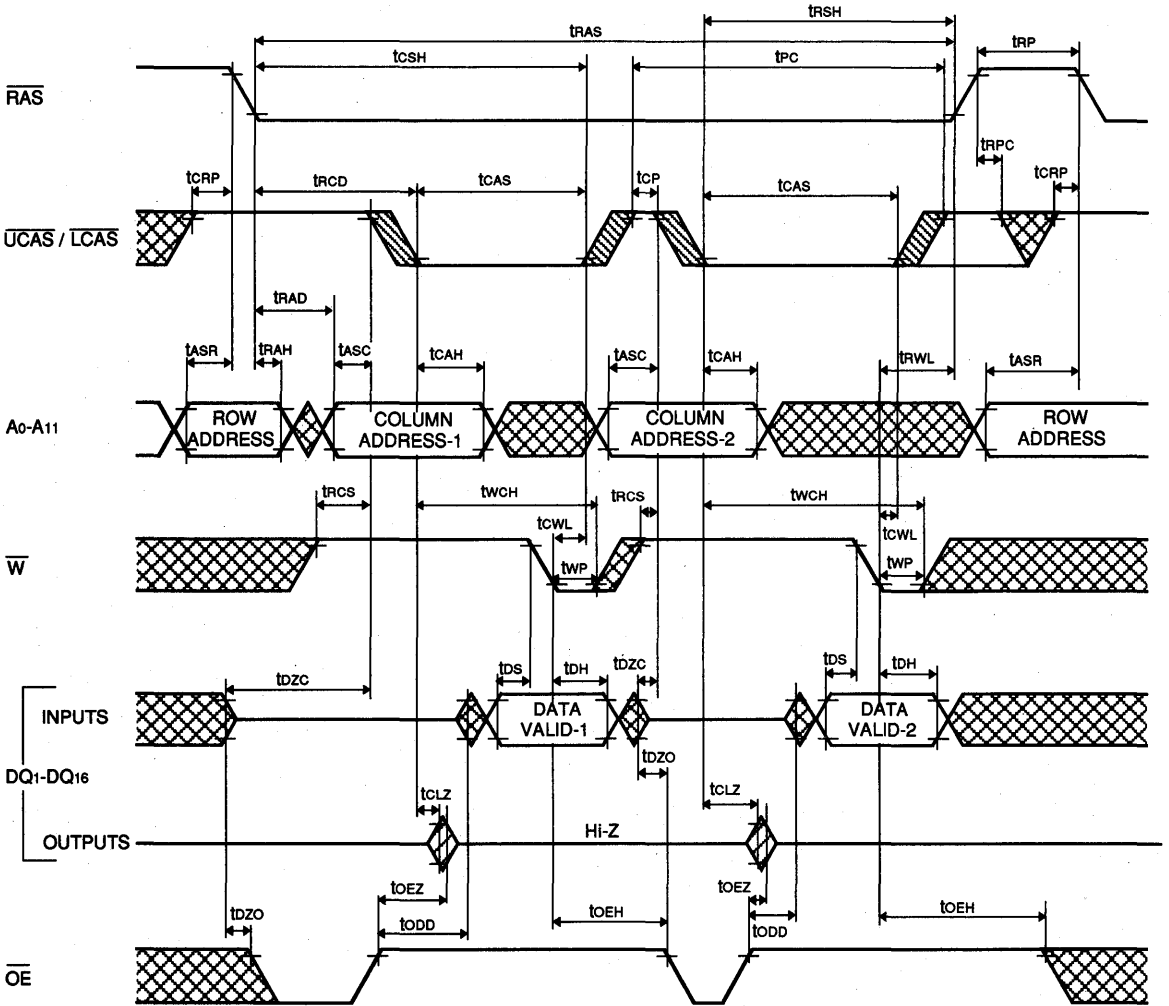 tRSH
tRAS
tRP
tCSH
tPC
RAS
tRPC
tCRP
tRCD
tCAS
tCP
tCAS
tCRP
UCAS / LCAS
tRAD
tASR
tRAH
tASC
tCAH
tASC
tCAH
tRWL
tASR
A0-A11
ROW ADDRESS
COLUMN ADDRESS-1
COLUMN ADDRESS-2
ROW ADDRESS
tRCS
tWCH
tRCS
tWCH
tCWL
tCWL
W
tWP
tWP
tDZC
tDS
tDH
tDZC
tDS
tDH
INPUTS
DATA VALID-1
DATA VALID-2
DQ1-DQ16
tDZO
tCLZ
tCLZ
OUTPUTS
Hi-Z
tOEZ
tOEZ
tDZO
tODD
tOEH
tODD
tOEH
OE